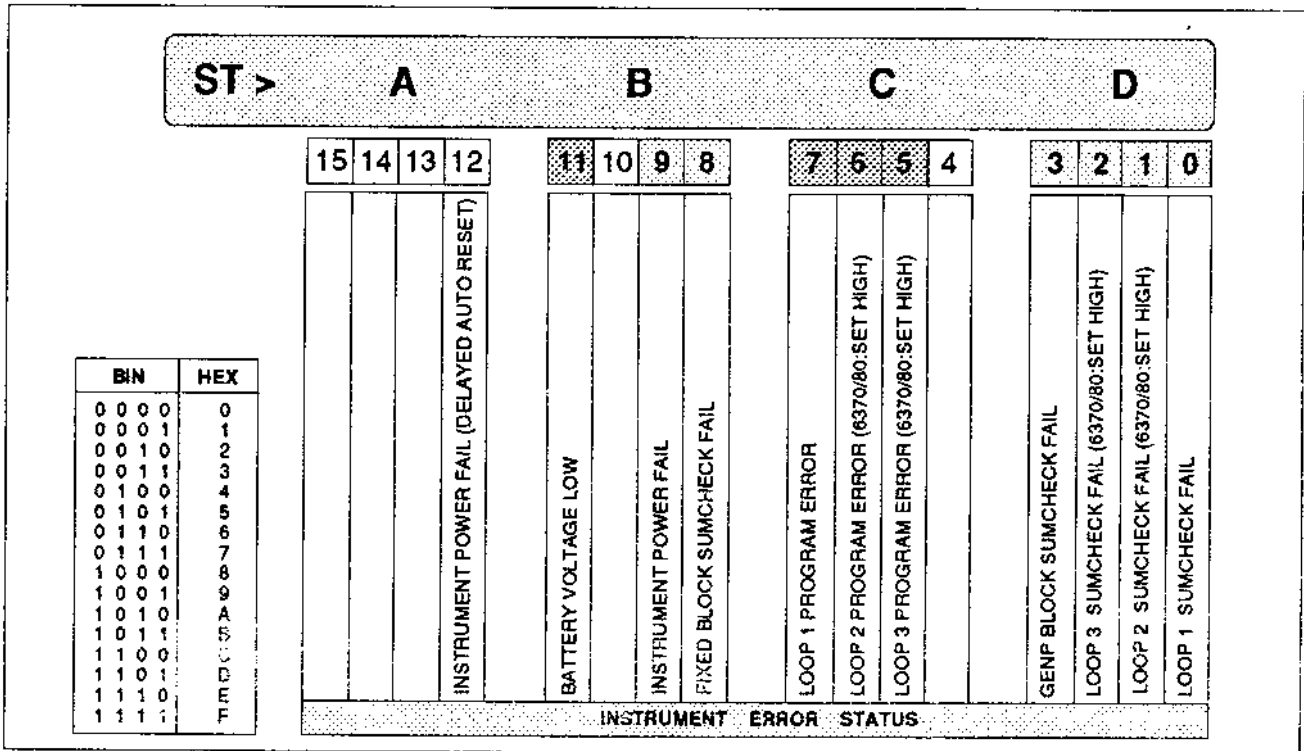 ST > A B C D
15 14 13 12 11 10 9 8 7 6 5 4 3 2 1 0
INSTRUMENT POWER FAIL (DELAYED AUTO RESET)
BATTERY VOLTAGE LOW
INSTRUMENT POWER FAIL
FIXED BLOCK SUMCHECK FAIL
LOOP 1 PROGRAM ERROR
LOOP 2 PROGRAM ERROR (6370/80:SET HIGH)
LOOP 3 PROGRAM ERROR (6370/80:SET HIGH)
GENP BLOCK SUMCHECK FAIL
LOOP 3 SUMCHECK FAIL (6370/80:SET HIGH)
LOOP 2 SUMCHECK FAIL (6370/80:SET HIGH)
LOOP 1 SUMCHECK FAIL
INSTRUMENT ERROR STATUS
BIN HEX
0 0 0 0 0
0 0 0 1 1
0 0 1 0 2
0 0 1 1 3
0 1 0 0 4
0 1 0 1 5
0 1 1 0 6
0 1 1 1 7
1 0 0 0 8
1 0 0 1 9
1 0 1 0 A
1 0 1 1 B
1 1 0 0 C
1 1 0 1 D
1 1 1 0 E
1 1 1 1 F